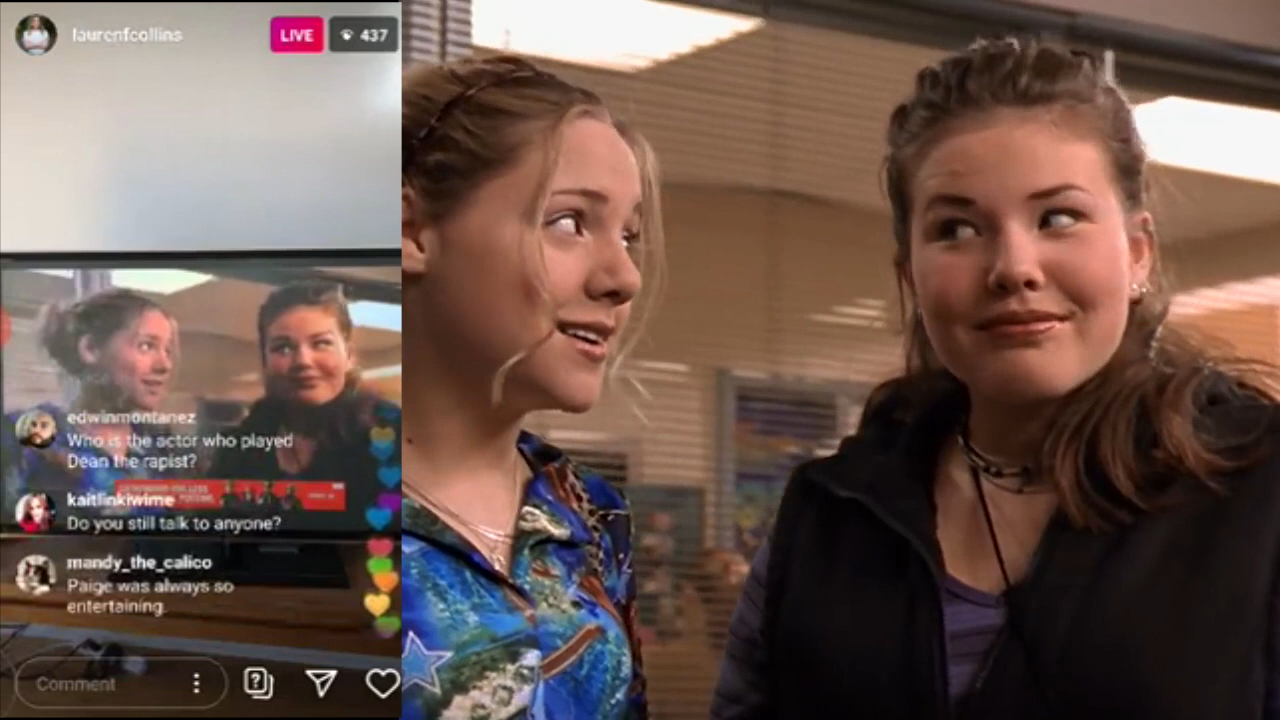 laurenfcollins
LIVE
437
edwinmontanez
Who is the actor who played
Dean the rapist?
kaitlinkiwime
Do you still talk to anyone?
mandy_the_calico
Paige was always so
entertaining.
Comment